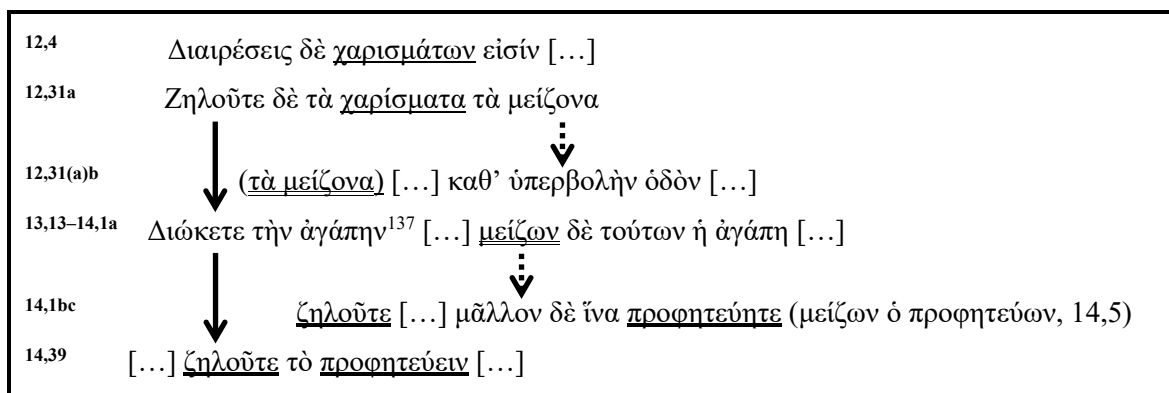 12,4 Διαιρέσεις δὲ χαρισμάτων εἰσίν […]
12,31a Ζηλοῦτε δὲ τὰ χαρίσματα τὰ μείζονα
12,31(a)b (τὰ μείζονα) […] καθ’ ὑπερβολὴν ὁδὸν […]
13,13–14,1a Διώκετε τὴν ἀγάπην137 […] μείζων δὲ τούτων ἡ ἀγάπη […]
14,1bc ζηλοῦτε […] μᾶλλον δὲ ἵνα προφητεύητε (μείζων ὁ προφητεύων, 14,5)
14,39 […] ζηλοῦτε τὸ προφητεύειν […]